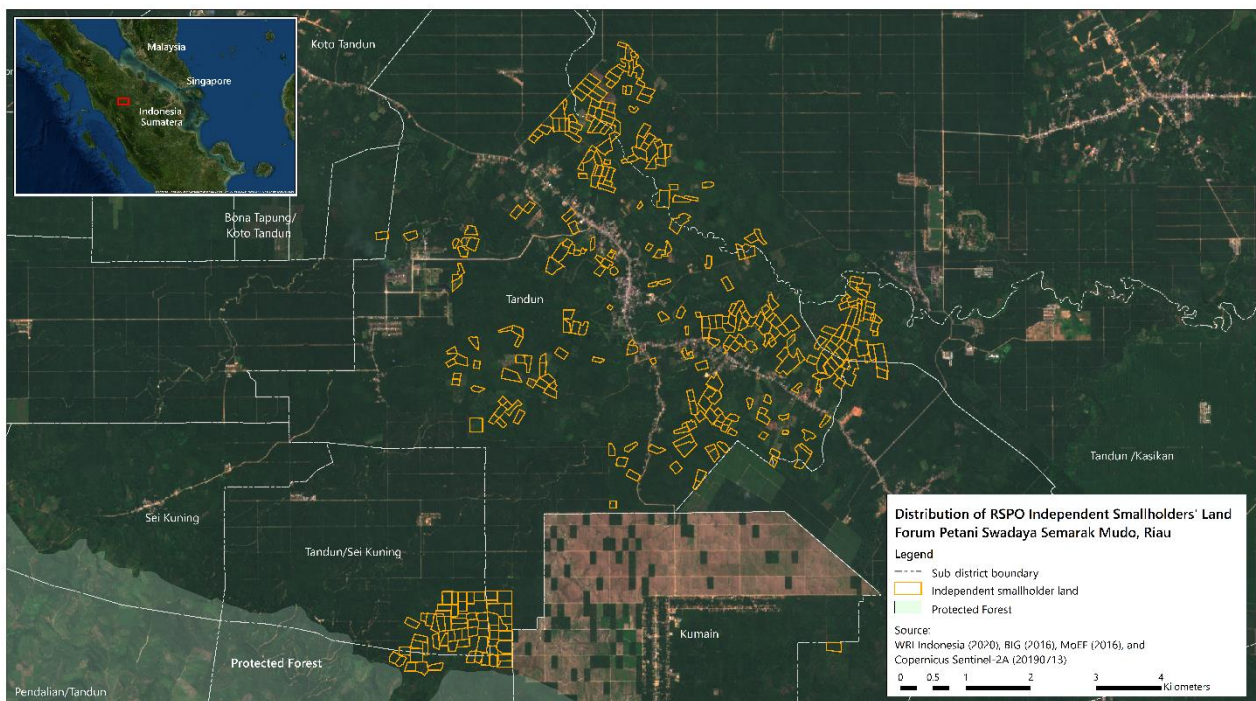 Malaysia
Singapore
Indonesia
Sumatera
Koto Tandun
Bona Tapung/
Koto Tandun
Tandun
Tandun /Kasikan
Sei Kuning
Tandun/Sei Kuning
Kumain
Protected Forest
Pendalian/Tandun
Distribution of RSPO Independent Smallholders' Land
Forum Petani Swadaya Semarak Mudo, Riau
Legend
Sub district boundary
Independent smallholder land
Protected Forest
Source:
WRI Indonesia (2020), BIG (2016), MoEF (2016), and
Copernicus Sentinel-2A (20190713)
0 0.5 1 2 3 4
Kilometers